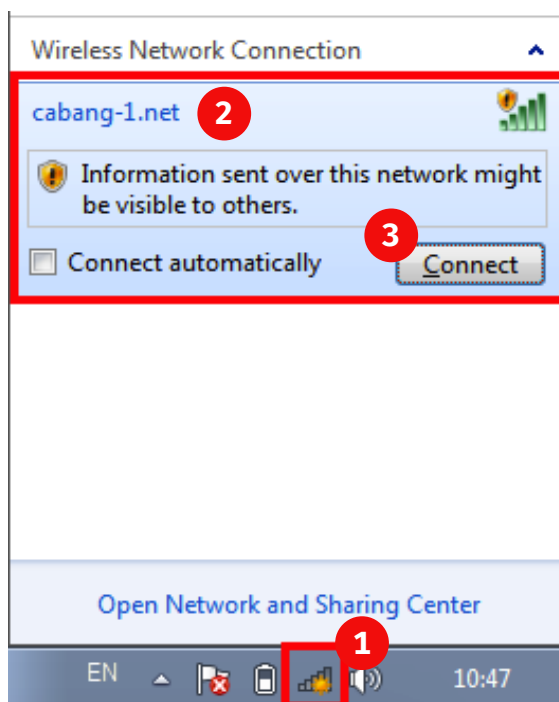 Wireless Network Connection
cabang-1.net 2
Information sent over this network might
be visible to others.
3
Connect automatically Connect
Open Network and Sharing Center
1
EN 10:47